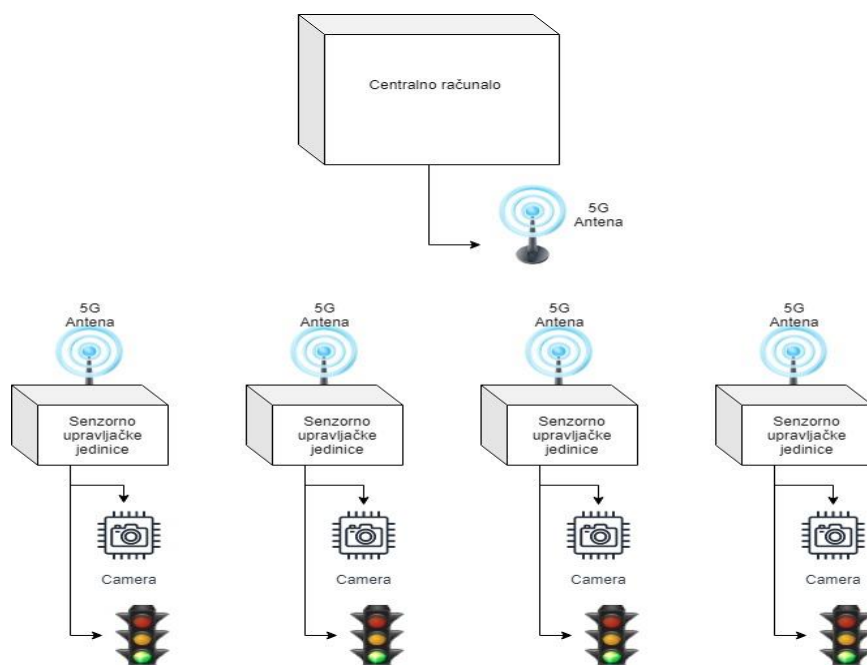 Centralno računalo
5G
Antena
5G
Antena
5G
Antena
5G
Antena
5G
Antena
Senzorno
upravljačke
jedinice
Senzorno
upravljačke
jedinice
Senzorno
upravljačke
jedinice
Senzorno
upravljačke
jedinice
Camera
Camera
Camera
Camera